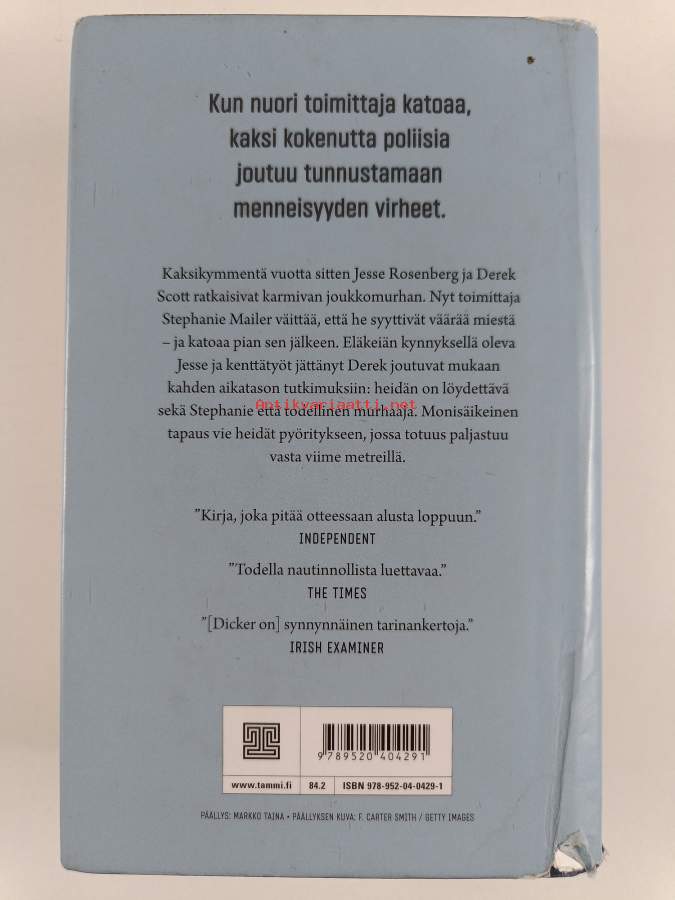 Kun nuori toimittaja katoaa,
kaksi kokenutta poliisia
joutuu tunnustamaan
menneisyyden virheet.
Kaksikymmentä vuotta sitten Jesse Rosenberg ja Derek
Scott ratkaisivat karmivan joukkomurhan. Nyt toimittaja
Stephanie Mailer väittää, että he syyttivät väärää miestä
– ja katoaa pian sen jälkeen. Eläkeiän kynnyksellä oleva
Jesse ja kenttätyöt jättänyt Derek joutuvat mukaan
kahden aikatason tutkimuksiin: heidän on löydettävä
Antikvariaatti.net
sekä Stephanie että todellinen murhaaja. Monisäikeinen
tapaus vie heidät pyöritykseen, jossa totuus paljastuu
vasta viime metreillä.
”Kirja, joka pitää otteessaan alusta loppuun.”
INDEPENDENT
”Todella nautinnollista luettavaa.”
THE TIMES
”[Dicker on] synnynnäinen tarinankertoja.”
IRISH EXAMINER
9789520404291
www.tammi.fi 84.2 ISBN 978-952-04-0429-1
PÄÄLLYS: MARKKO TAINA • PÄÄLLYKSEN KUVA: F. CARTER SMITH / GETTY IMAGES